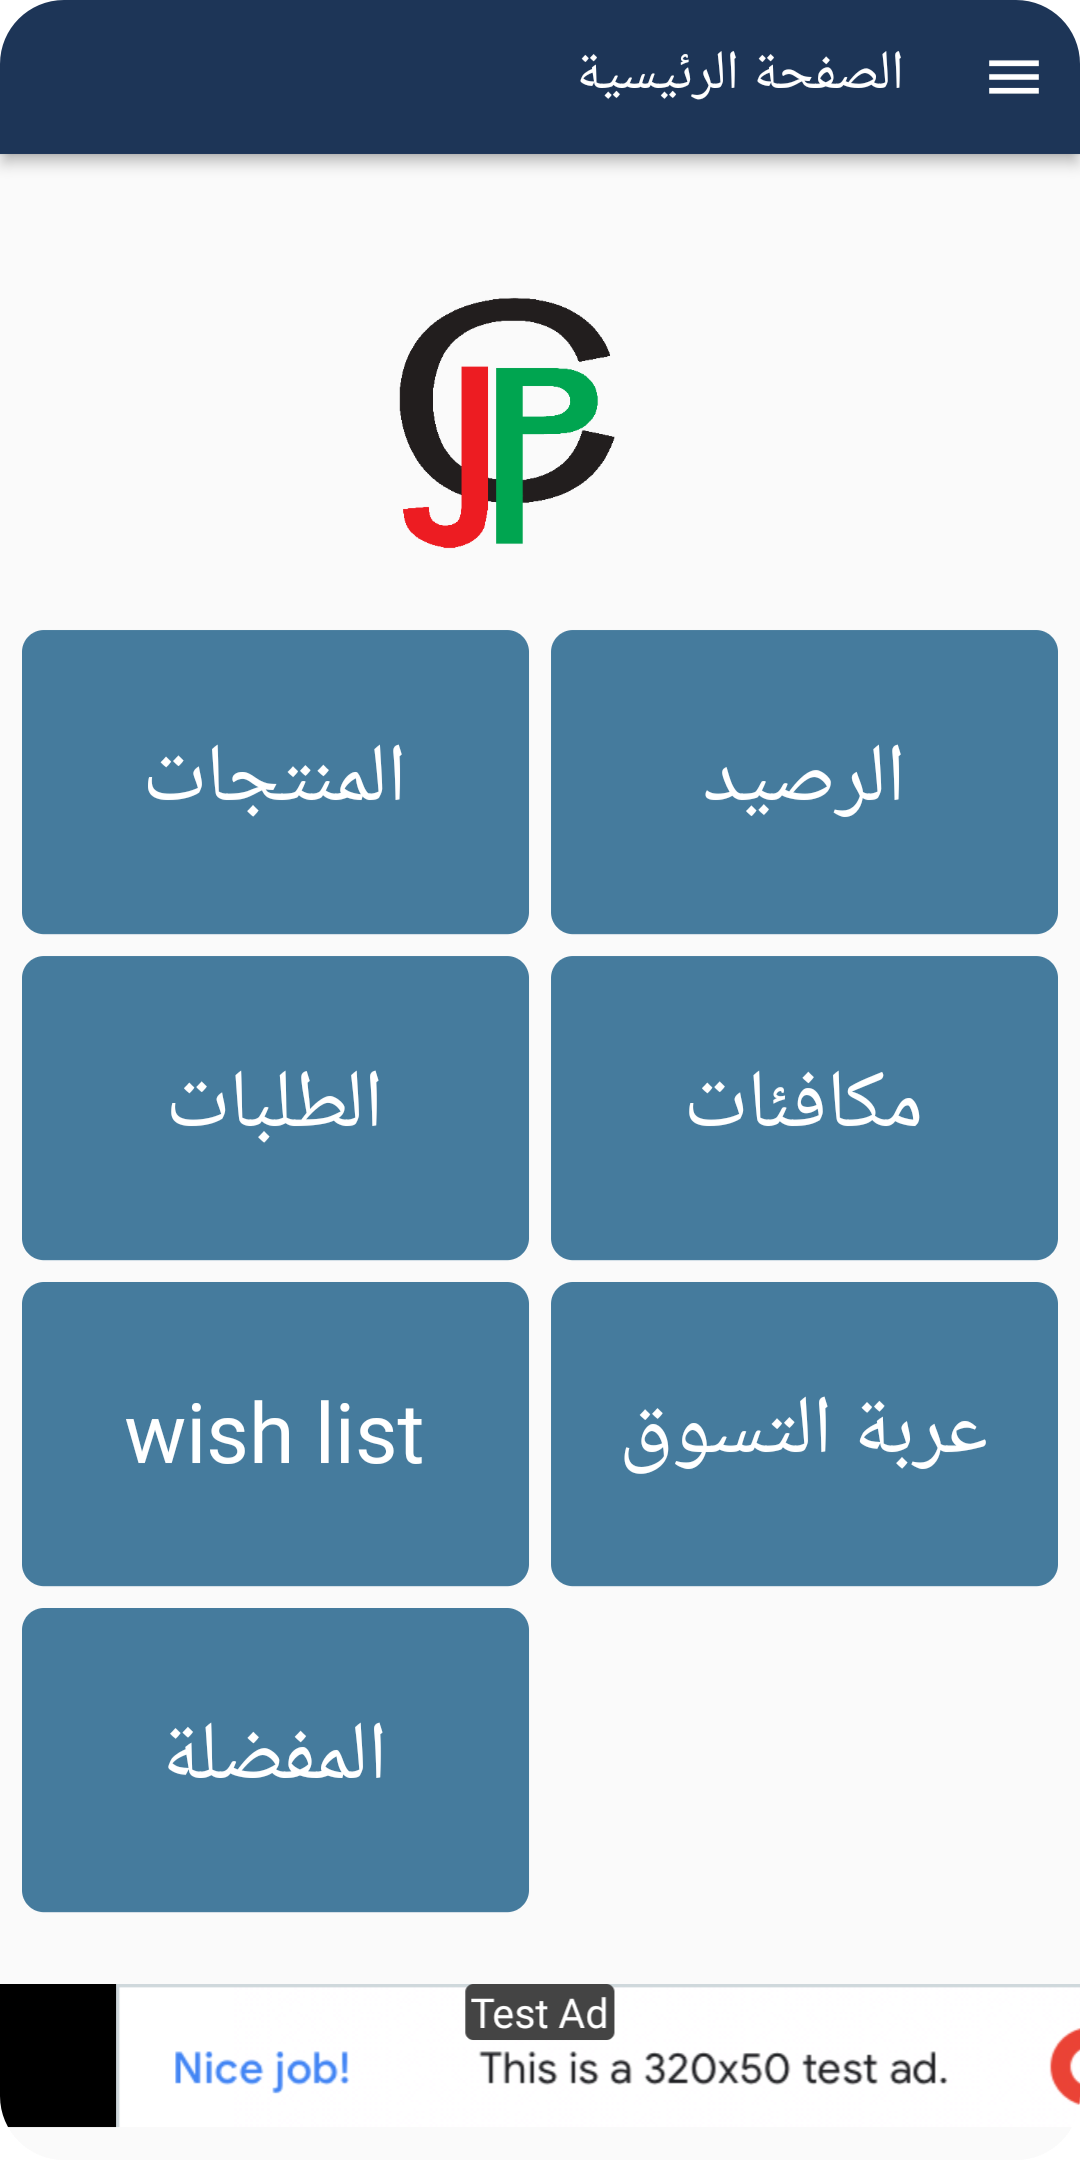 الصفحة الرئيسية
CJP
الرصيد
المنتجات
مكافئات
الطلبات
عربة التسوق
wish list
المفضلة
Test Ad
Nice job!
This is a 320x50 test ad.